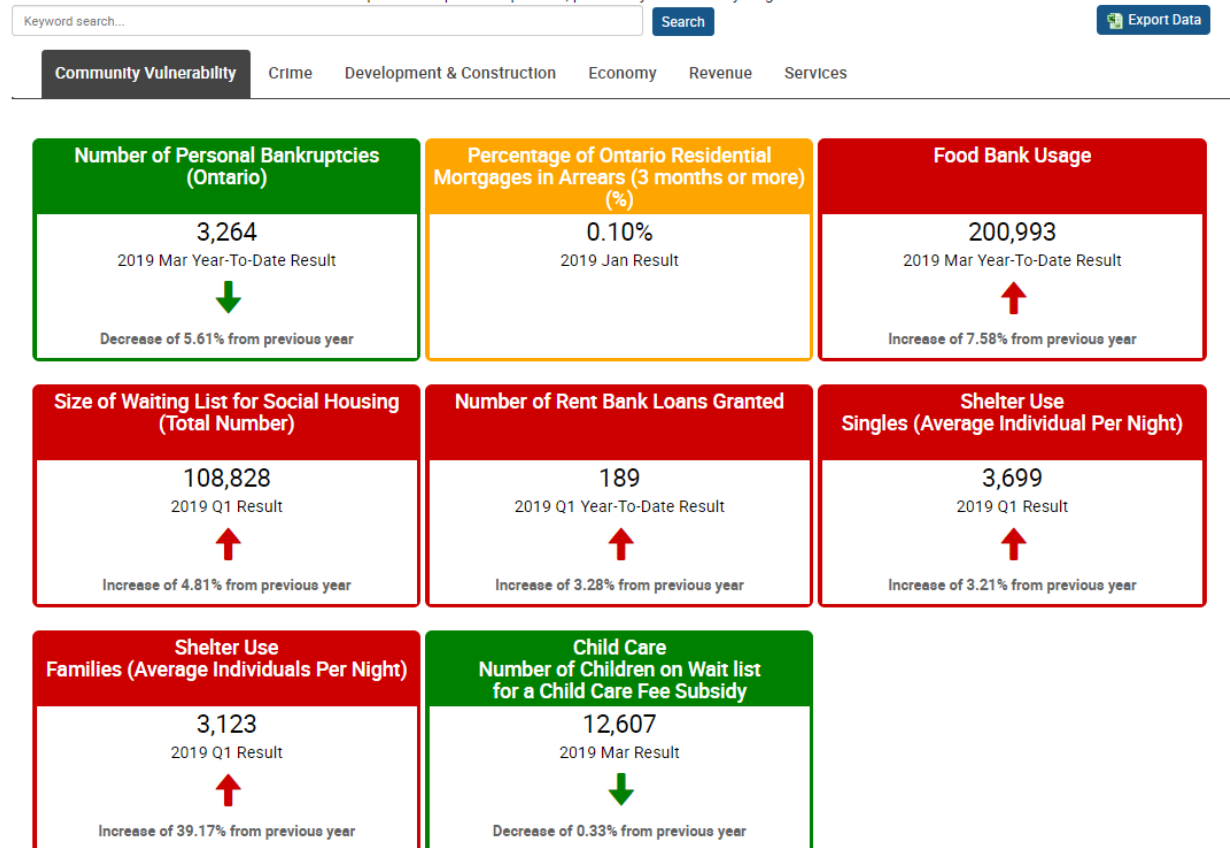 Keyword search...
Search
Export Data
Community Vulnerability
Crime
Development & Construction
Economy
Revenue
Services
Number of Personal Bankruptcies
(Ontario)
3,264
2019 Mar Year-To-Date Result
Decrease of 5.61% from previous year
Percentage of Ontario Residential
Mortgages in Arrears (3 months or more)
(%)
0.10%
2019 Jan Result
Food Bank Usage
200,993
2019 Mar Year-To-Date Result
Increase of 7.58% from previous year
Size of Waiting List for Social Housing
(Total Number)
108,828
2019 Q1 Result
Increase of 4.81% from previous year
Number of Rent Bank Loans Granted
189
2019 Q1 Year-To-Date Result
Increase of 3.28% from previous year
Shelter Use
Singles (Average Individual Per Night)
3,699
2019 Q1 Result
Increase of 3.21% from previous year
Shelter Use
Families (Average Individuals Per Night)
3,123
2019 Q1 Result
Increase of 39.17% from previous year
Child Care
Number of Children on Wait list
for a Child Care Fee Subsidy
12,607
2019 Mar Result
Decrease of 0.33% from previous year